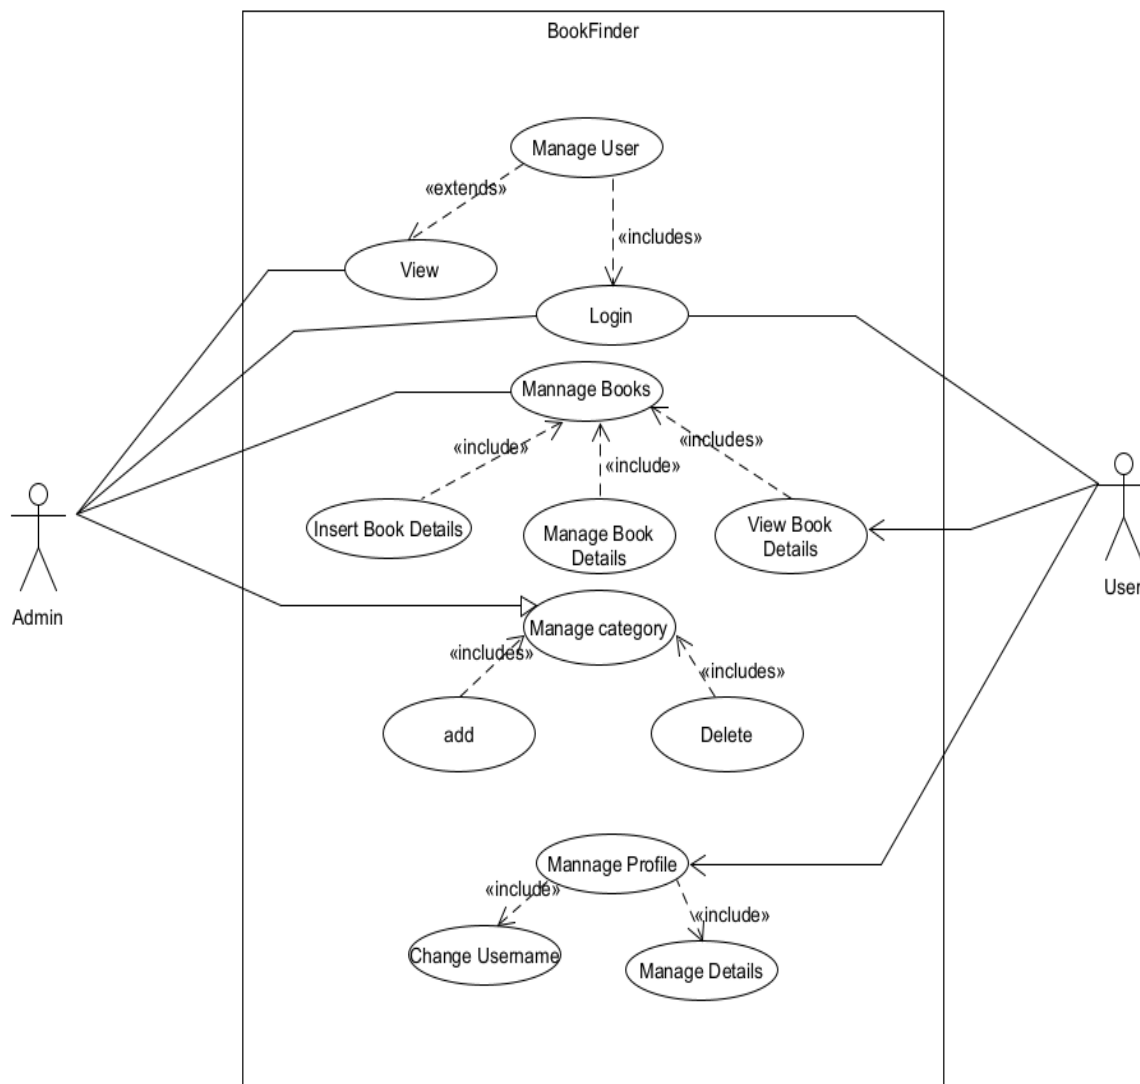 BookFinder
Manage User
«extends»
«includes»
View
Login
Mannage Books
«include»
«include»
«includes»
Insert Book Details
Manage Book
Details
View Book
Details
Admin
User
Manage category
«includes»
«includes»
add
Delete
Mannage Profile
«include»
«include»
Change Username
Manage Details